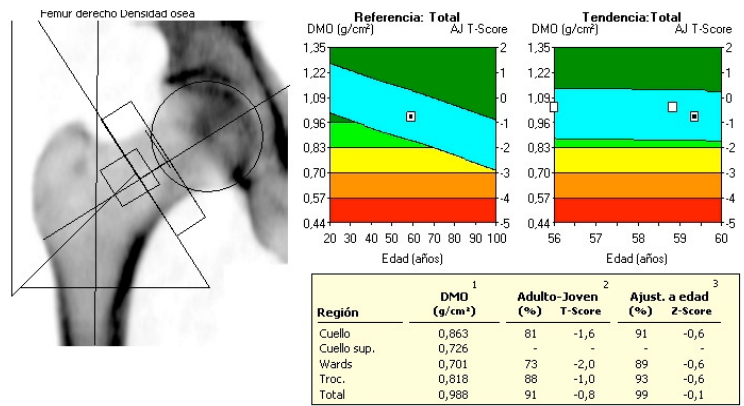 Femur derecho Densidad osea
Referencia: Total
DMO (g/cm²) AJ T-Score
1,35 2
1,22 1
1,09 0
0,96 -1
0,83 -2
0,70 -3
0,57 -4
0,44 -5
20 30 40 50 60 70 80 90 100
Edad (años)
Tendencia: Total
DMO (g/cm²) AJ T-Score
1,35 2
1,22 1
1,09 0
0,96 -1
0,83 -2
0,70 -3
0,57 -4
0,44 -5
56 57 58 59 60
Edad (años)
1 2 3
DMO Adulto-Joven Ajust. a edad
Región (g/cm²) (%) T-Score (%) Z-Score
Cuello 0,863 81 -1,6 91 -0,6
Cuello sup. 0,726 - - - -
Wards 0,701 73 -2,0 89 -0,6
Troc. 0,818 88 -1,0 93 -0,6
Total 0,988 91 -0,8 99 -0,1